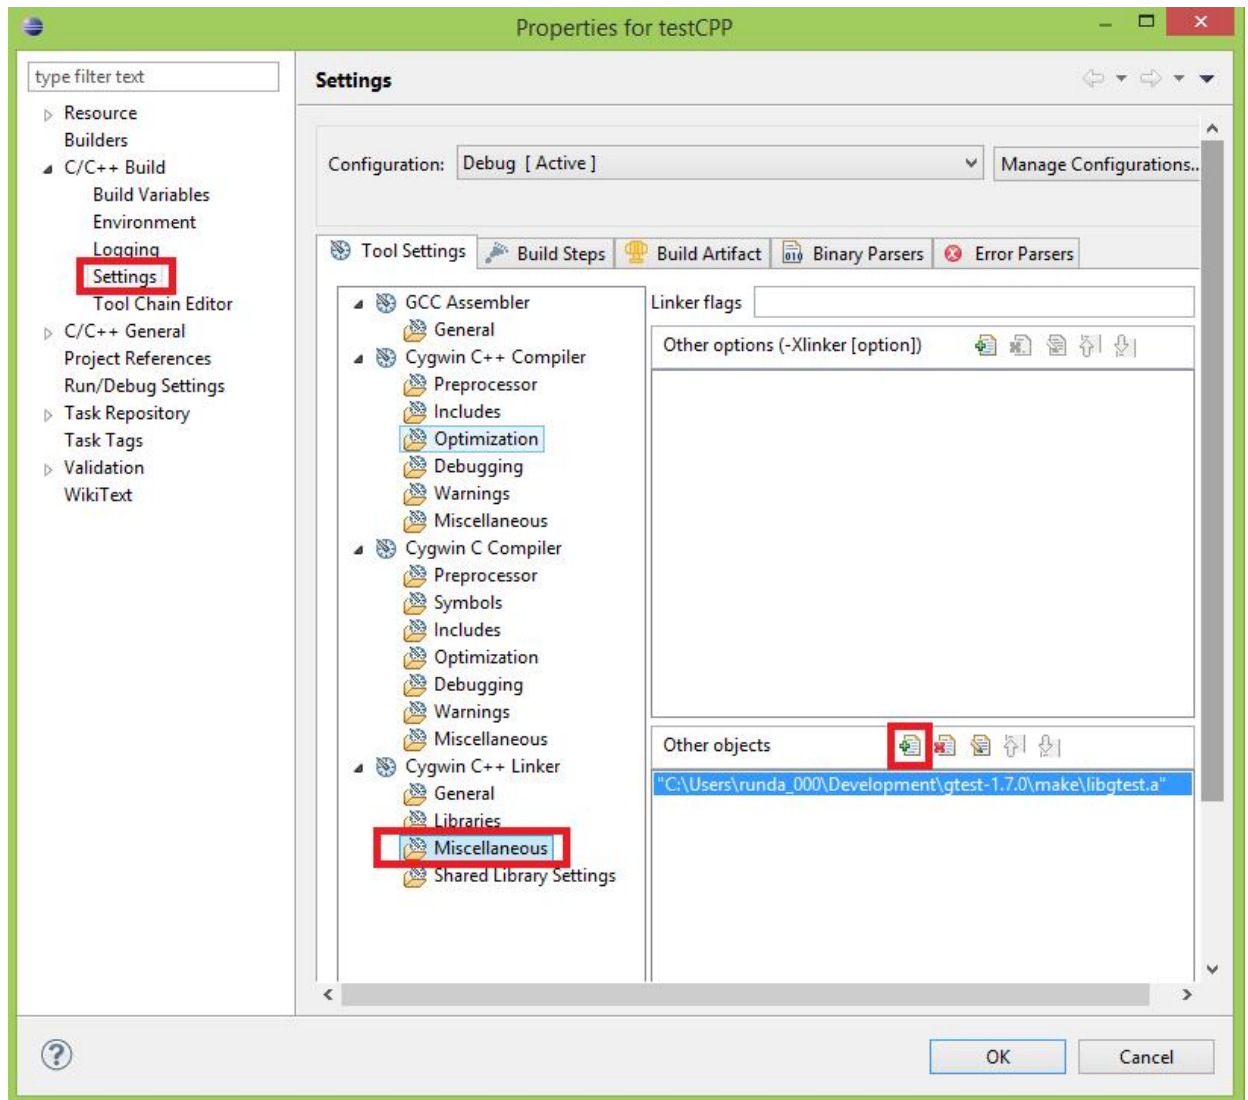 Properties for testCPP
type filter text
Resource
Builders
C/C++ Build
Build Variables
Environment
Logging
Settings
Tool Chain Editor
C/C++ General
Project References
Run/Debug Settings
Task Repository
Task Tags
Validation
WikiText
Settings
Configuration: Debug [ Active ] Manage Configurations..
Tool Settings Build Steps Build Artifact Binary Parsers Error Parsers
GCC Assembler
General
Cygwin C++ Compiler
Preprocessor
Includes
Optimization
Debugging
Warnings
Miscellaneous
Cygwin C Compiler
Preprocessor
Symbols
Includes
Optimization
Debugging
Warnings
Miscellaneous
Cygwin C++ Linker
General
Libraries
Miscellaneous
Shared Library Settings
Linker flags
Other options (-Xlinker [option])
Other objects
"C:\Users\runda_000\Development\gtest-1.7.0\make\libgtest.a"
OK Cancel